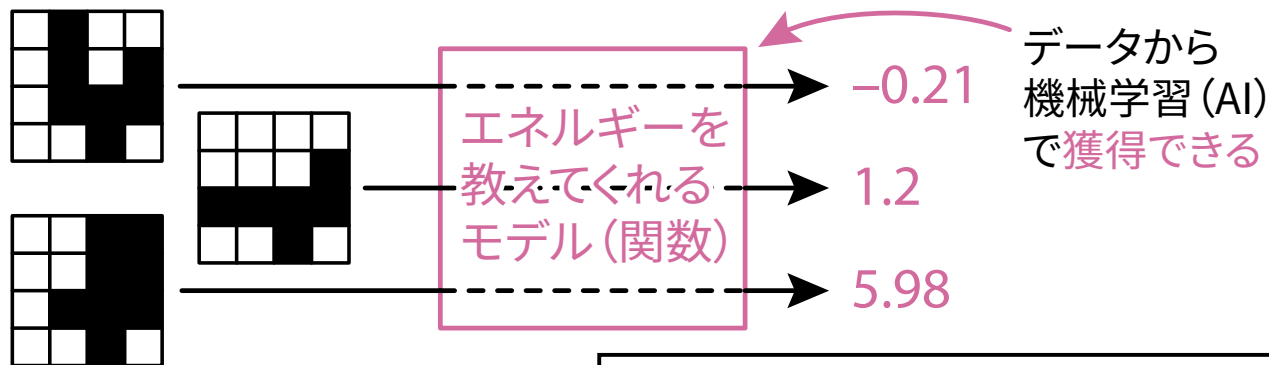 エネルギーを
教えてくれる
モデル（関数）
–0.21
1.2
5.98
データから
機械学習（AI）
で獲得できる